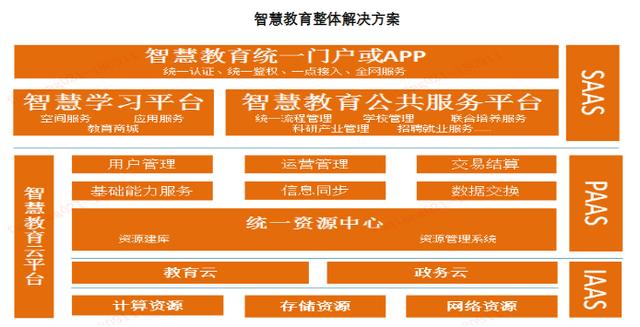 智慧教育整体解决方案
智慧教育统一门户或APP
统一认证、统一鉴权、一点接入、全网服务
SAAS
智慧学习平台
空间服务 应用服务
教育商城
智慧教育公共服务平台
统一流程管理 学校管理 联合培养服务
科研产业管理 招聘就业服务......
智慧教育云平台
用户管理 运营管理 交易结算
基础能力服务 信息同步 数据交换
PAAS
统一资源中心
资源建库 资源管理系统
教育云 政务云
IAAS
计算资源 存储资源 网络资源